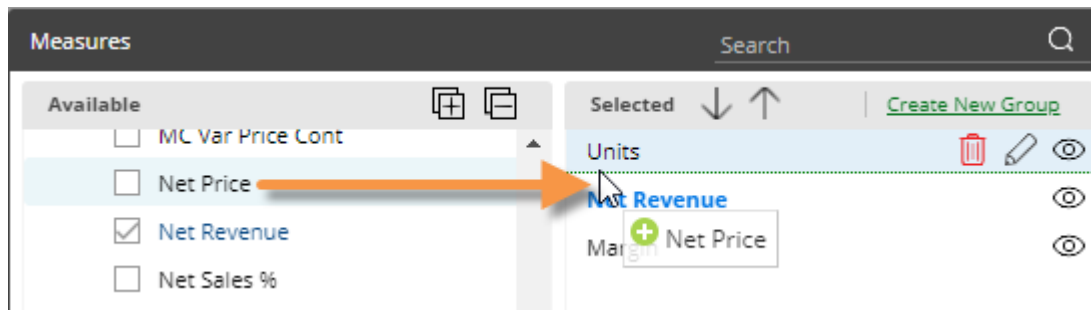 Measures
Search
Available
Selected
Create New Group
MC Var Price Cont
Net Price
Net Revenue
Net Sales %
Units
Net Revenue
Net Price